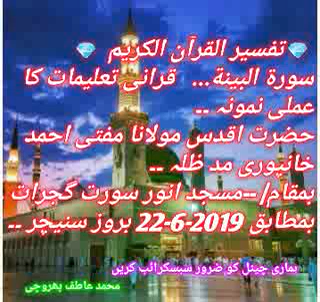 تفسیر القرآن الکریم
سورۃ البینۃ... قرانی تعلیمات کا
عملی نمونہ --
حضرت اقدس مولانا مفتی احمد
خانپوری مد ظلہ --
بمقام/--مسجد انور سورت گجرات
بمطابق 2019-6-22 بروز سنیچر --
ہماری چینل کو ضرور سبسکرائب کریں
محمد عاطف بھروچی